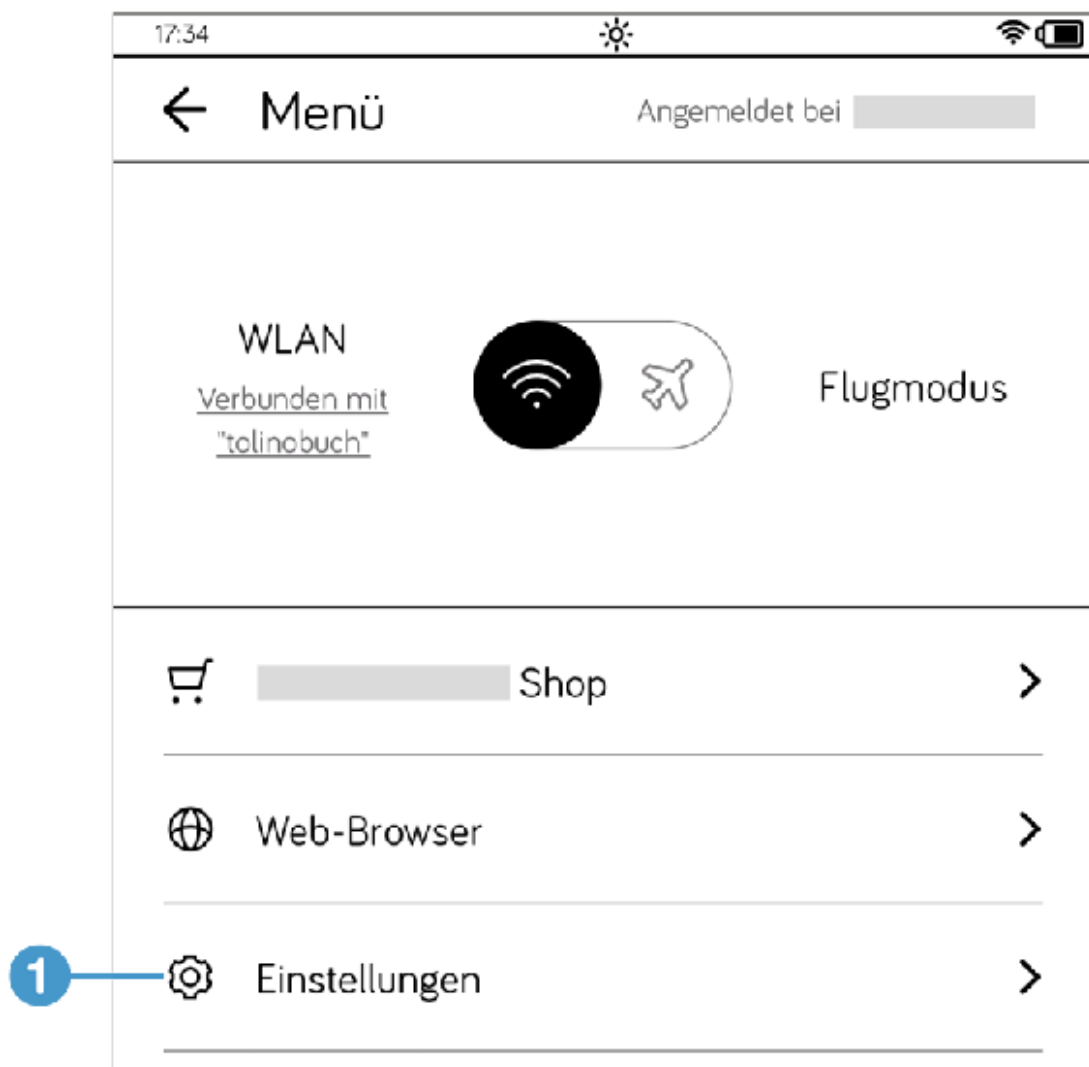 17:34
Menü
Angemeldet bei
WLAN
Verbunden mit
"tolinobuch"
Flugmodus
Shop
Web-Browser
1 Einstellungen